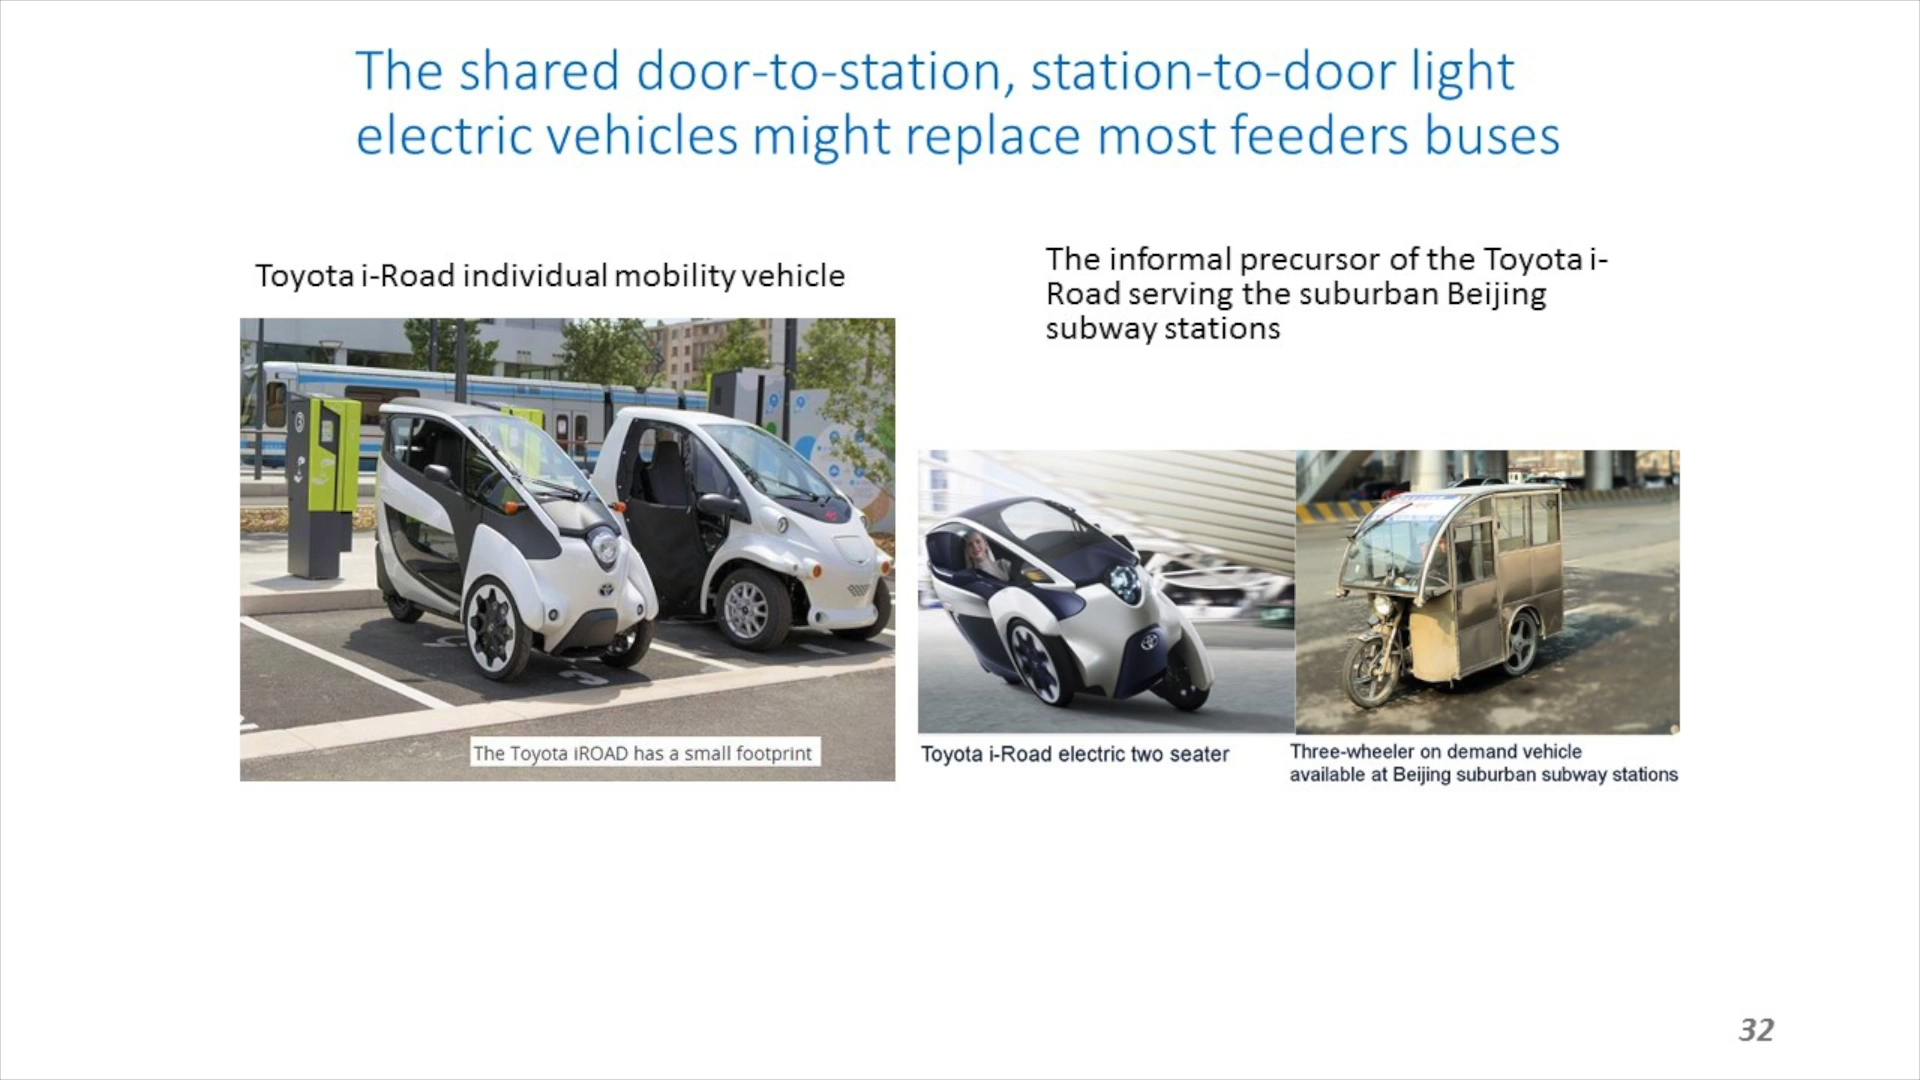 The shared door-to-station, station-to-door light
electric vehicles might replace most feeders buses
Toyota i-Road individual mobility vehicle
The informal precursor of the Toyota i-
Road serving the suburban Beijing
subway stations
The Toyota iROAD has a small footprint
Toyota i-Road electric two seater
Three-wheeler on demand vehicle
available at Beijing suburban subway stations
32